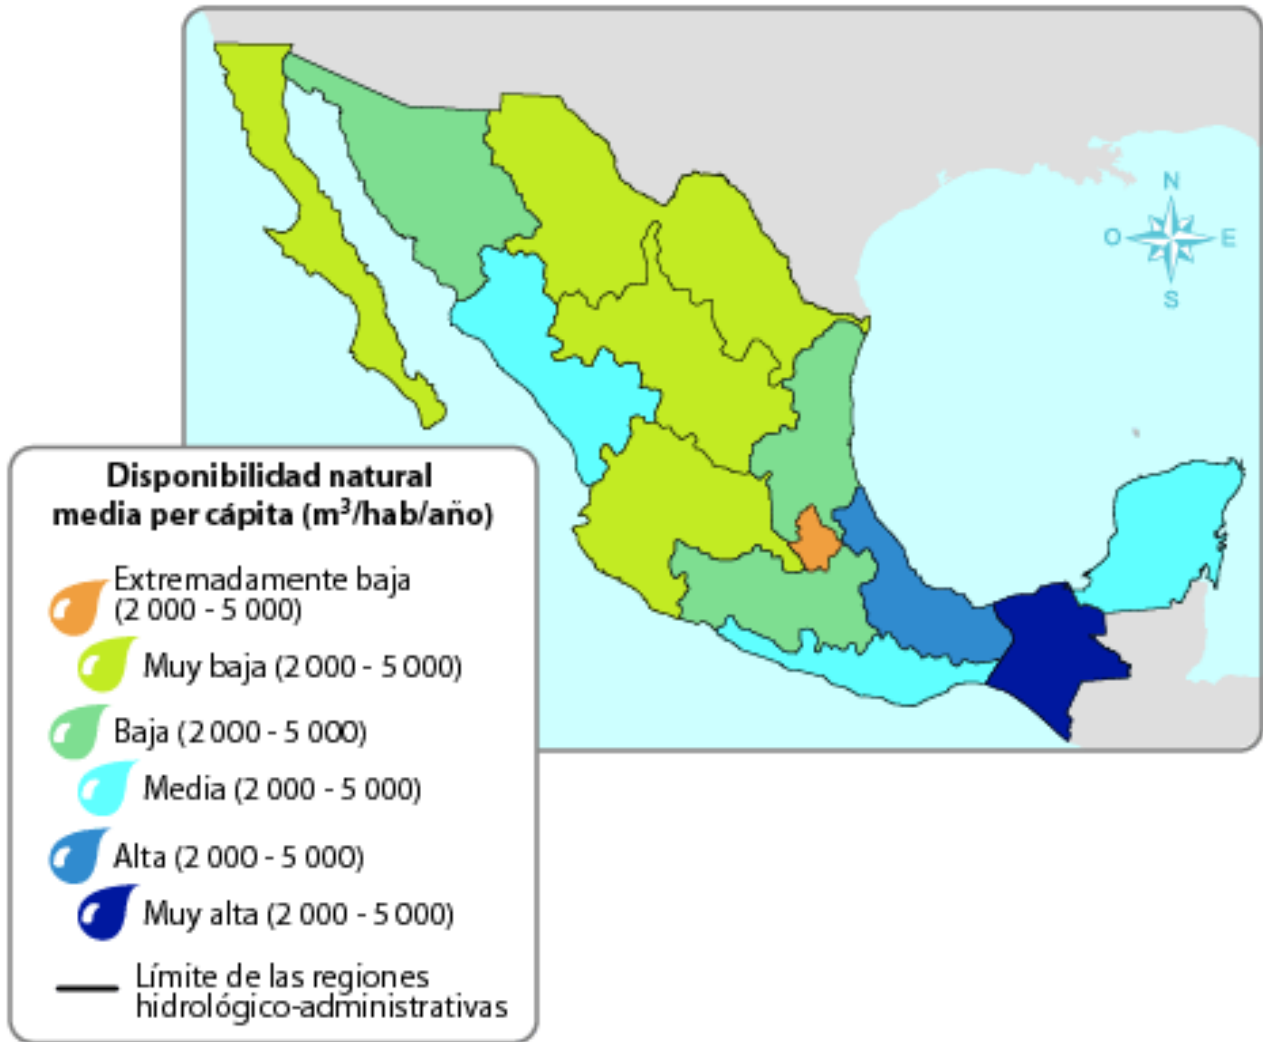 N
O
E
S
Disponibilidad natural
media per cápita (m³/hab/año)
Extremadamente baja
(2 000 - 5 000)
Muy baja (2 000 - 5 000)
Baja (2 000 - 5 000)
Media (2 000 - 5 000)
Alta (2 000 - 5 000)
Muy alta (2 000 - 5 000)
Límite de las regiones
hidrológico-administrativas